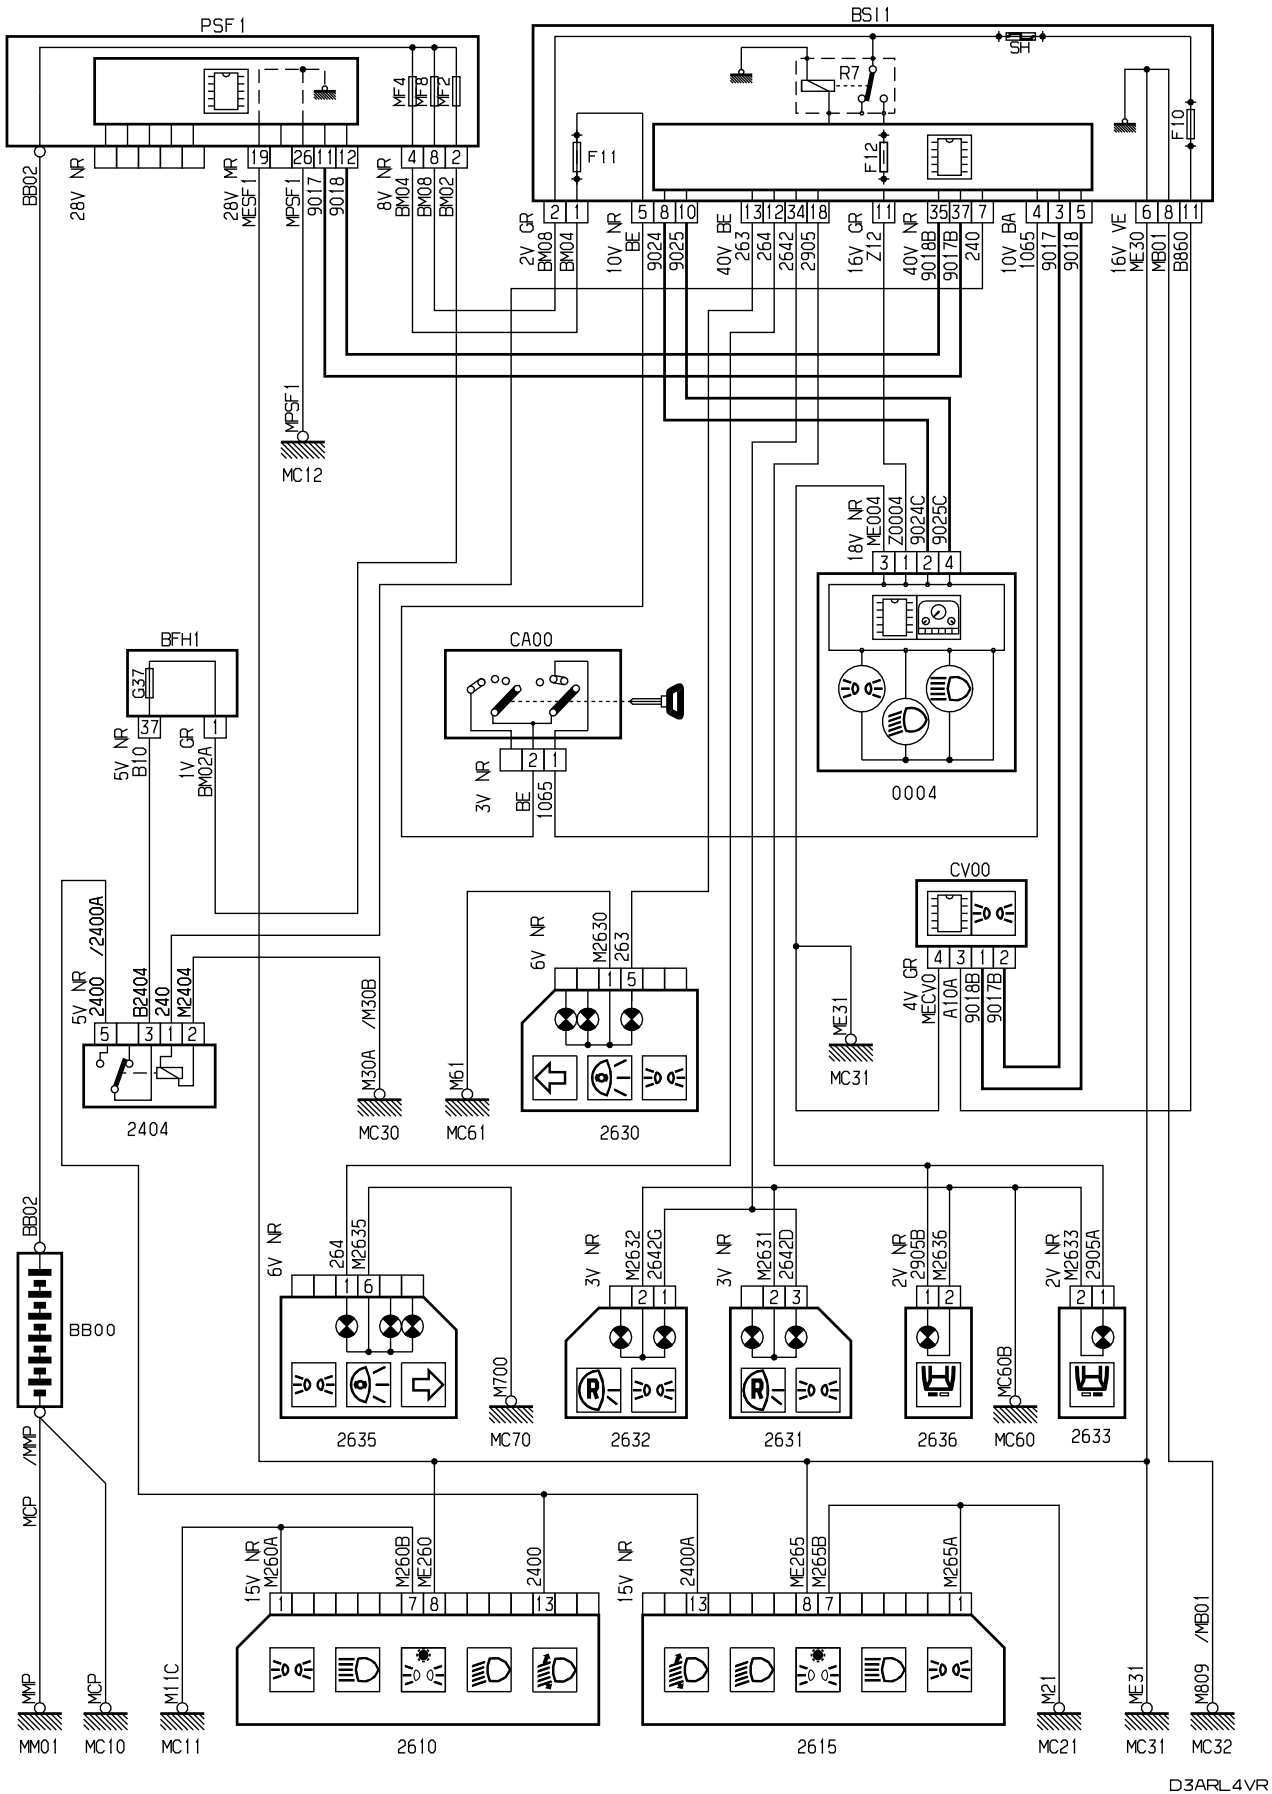 PSF1
BSI1
SH
R7
MF4
MF8
MF2
F11
F12
F10
19
26
11
12
4
8
2
2
1
5
8
10
13
12
34
18
11
35
37
7
4
3
5
6
8
11
BB02
28V NR
28V MR
MESF1
MPSF1
9017
9018
8V NR
BM04
BM08
BM02
2V GR
BM08
BM04
10V NR
BE
9024
9025
40V BE
263
264
2642
2905
16V GR
Z12
40V NR
9018B
9017B
240
10V BA
1065
9017
9018
16V VE
ME30
MB01
B860
MPSF1
MC12
18V NR
ME004
Z0004
9024C
9025C
3
1
2
4
0004
BFH1
G37
37
1
5V NR
B10
1V GR
BM02A
CA00
2
1
3V NR
BE
1065
CV00
4
3
1
2
4V GR
MECV0
A10A
9018B
9017B
ME31
MC31
5V NR
2400
/2400A
B2404
240
M2404
5
3
1
2
2404
M30A
/M30B
MC30
M61
MC61
6V NR
M2630
263
1
5
2630
BB02
BB00
6V NR
264
M2635
1
6
2635
M700
MC70
3V NR
M2632
2642G
2
1
R
2632
3V NR
M2631
2642D
2
3
R
2631
2V NR
2905B
M2636
1
2
2636
MC60B
MC60
2V NR
M2633
2905A
2
1
2633
MCP
/MMP
15V NR
M260A
M260B
ME260
2400
1
7
8
13
2610
15V NR
2400A
ME265
M265B
M265A
13
8
7
1
2615
MMP
MM01
MCP
MC10
M11C
MC11
M21
MC21
ME31
MC31
M809
/MB01
MC32
D3ARL4VR